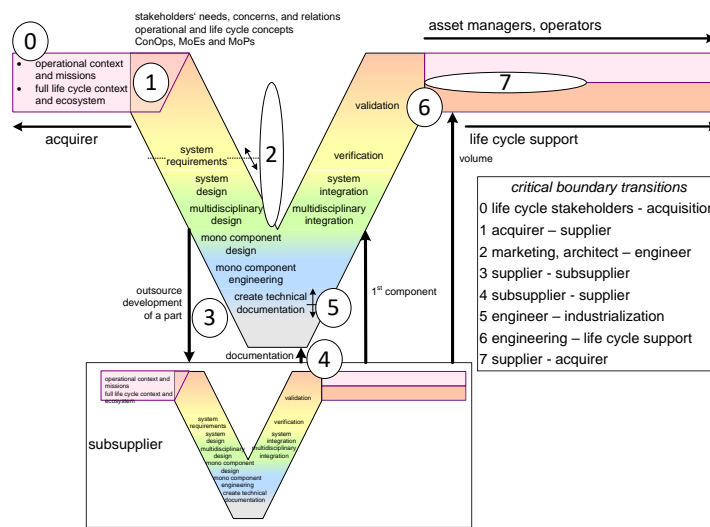 stakeholders' needs, concerns, and relations
operational and life cycle concepts
ConOps, MoEs and MoPs
asset managers, operators
0
• operational context
and missions
• full life cycle context
and ecosystem
1
7
6
acquirer
life cycle support
volume
validation
2
system
requirements
verification
system
design
system
integration
multidisciplinary
design
multidisciplinary
integration
mono component
design
mono component
engineering
create technical
documentation
5
1st component
outsource
development
of a part
3
documentation
4
critical boundary transitions
0 life cycle stakeholders - acquisition
1 acquirer – supplier
2 marketing, architect – engineer
3 supplier - subsupplier
4 subsupplier - supplier
5 engineer – industrialization
6 engineering – life cycle support
7 supplier - acquirer
operational context and
missions
full life cycle context and
ecosystem
subsupplier
validation
system
requirements
verification
system
design
system
integration
multidisciplinary
design
multidisciplinary
integration
mono component
design
mono component
engineering
create technical
documentation